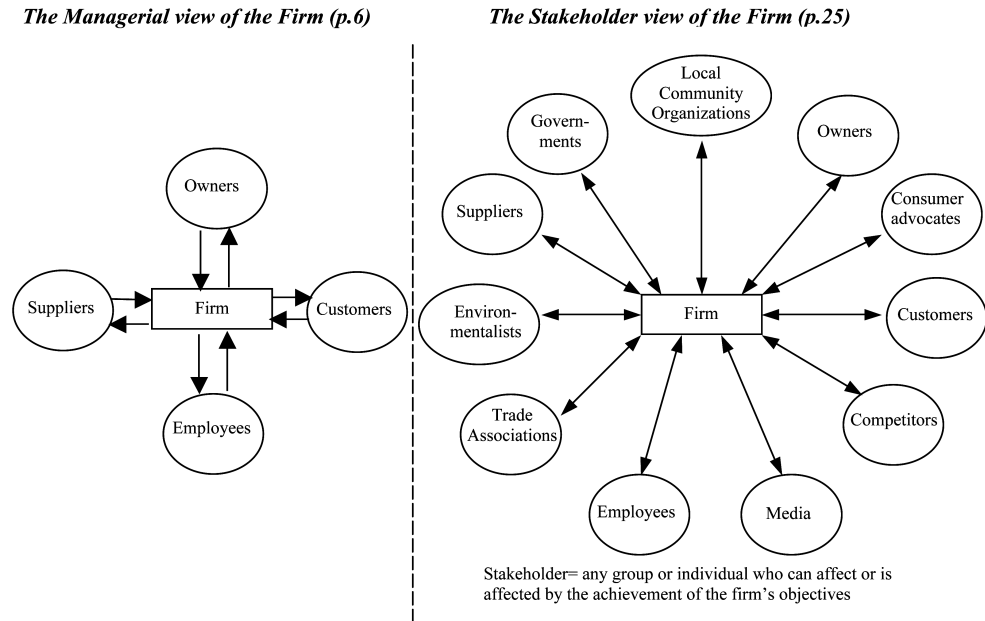 The Managerial view of the Firm (p.6)
Owners
Suppliers
Firm
Customers
Employees
The Stakeholder view of the Firm (p.25)
Local
Community
Organizations
Govern-
ments
Owners
Suppliers
Consumer
advocates
Environ-
mentalists
Firm
Customers
Trade
Associations
Competitors
Employees
Media
Stakeholder= any group or individual who can affect or is
affected by the achievement of the firm's objectives